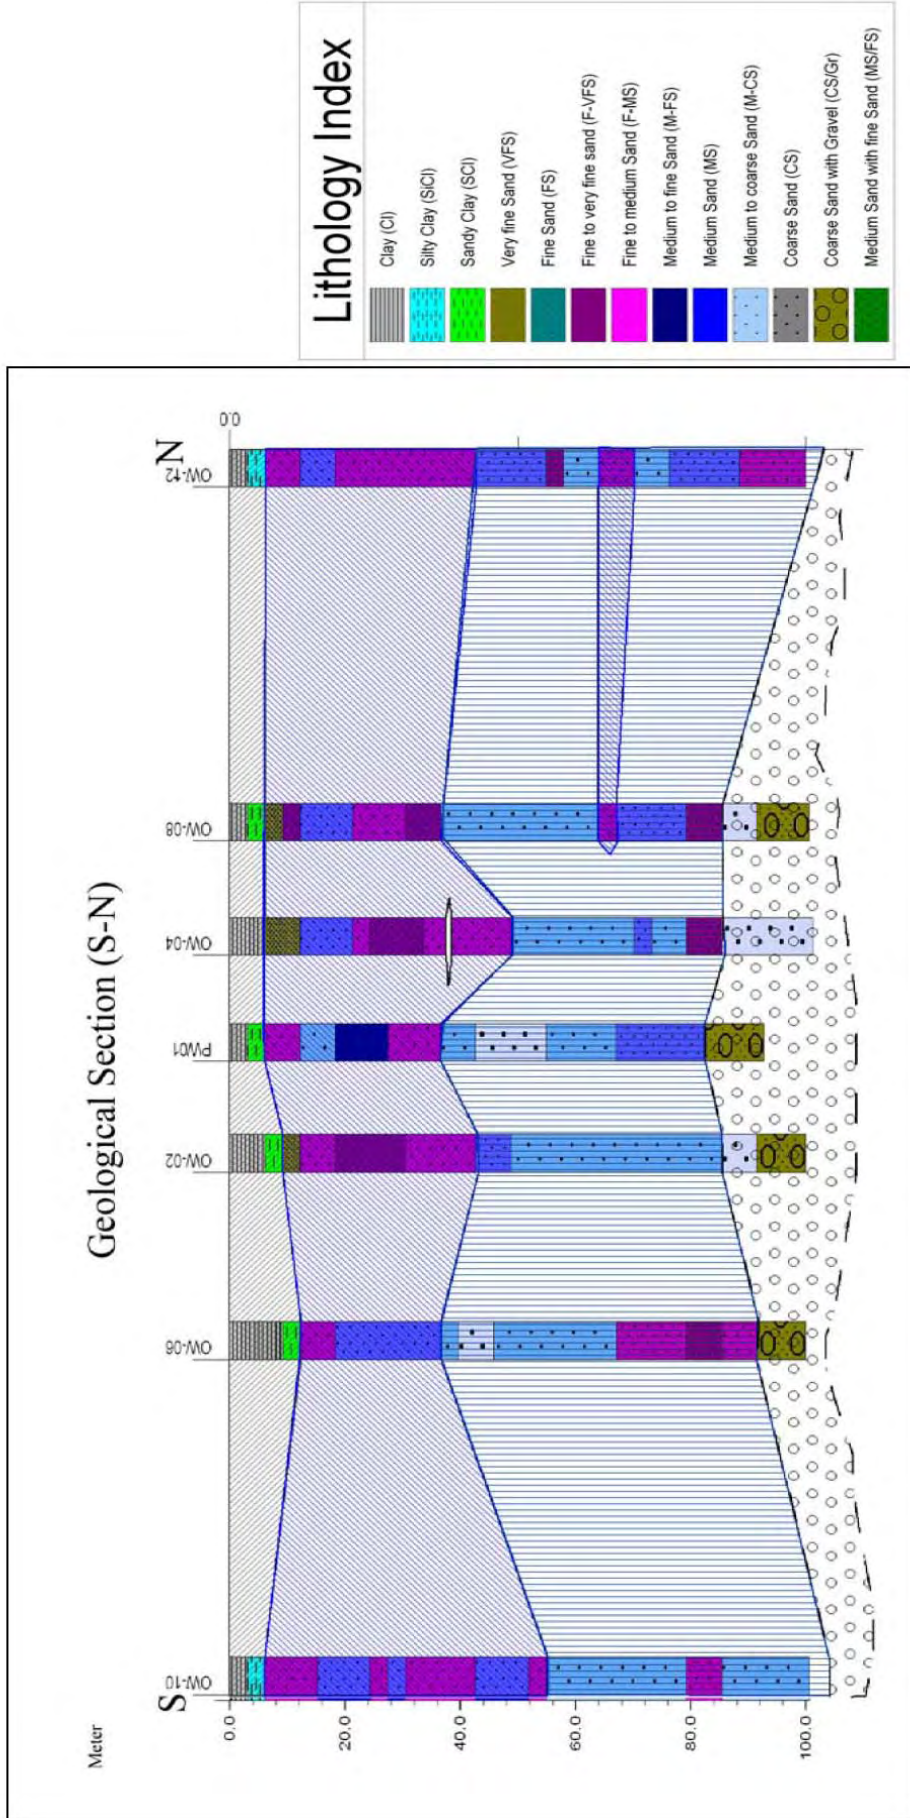 Geological Section (S-N)
Meter
S
N
OW-10
OW-06
OW-02
PW01
OW-04
OW-08
OW-12
0.0
20.0
40.0
60.0
80.0
100.0
0.0
Lithology Index
Clay (Cl)
Silty Clay (SiCl)
Sandy Clay (SCl)
Very fine Sand (VFS)
Fine Sand (FS)
Fine to very fine sand (F-VFS)
Fine to medium Sand (F-MS)
Medium to fine Sand (M-FS)
Medium Sand (MS)
Medium to coarse Sand (M-CS)
Coarse Sand (CS)
Coarse Sand with Gravel (CS/Gr)
Medium Sand with fine Sand (MS/FS)